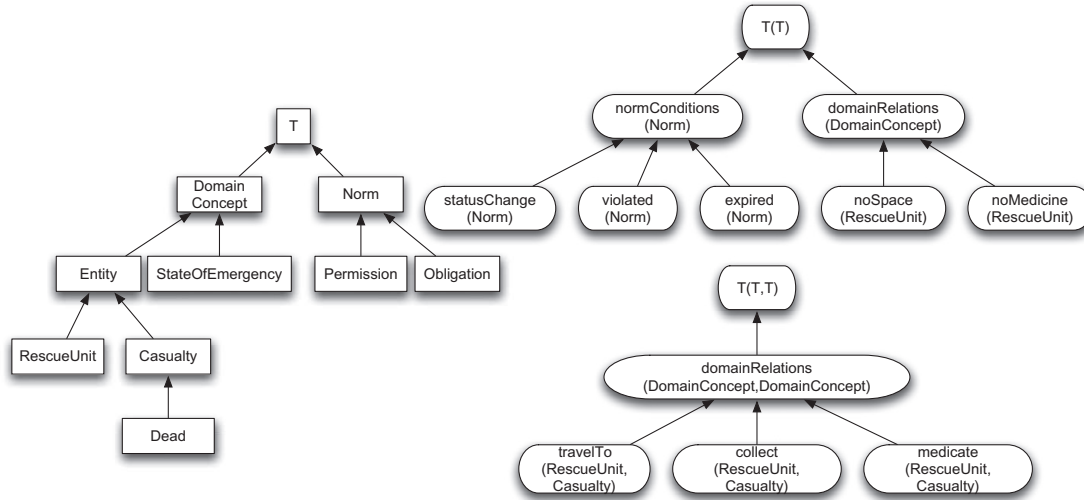 T
Domain
Concept
Norm
Entity
StateOfEmergency
Permission
Obligation
RescueUnit
Casualty
Dead
T(T)
normConditions
(Norm)
domainRelations
(DomainConcept)
statusChange
(Norm)
violated
(Norm)
expired
(Norm)
noSpace
(RescueUnit)
noMedicine
(RescueUnit)
T(T,T)
domainRelations
(DomainConcept,DomainConcept)
travelTo
(RescueUnit,
Casualty)
collect
(RescueUnit,
Casualty)
medicate
(RescueUnit,
Casualty)